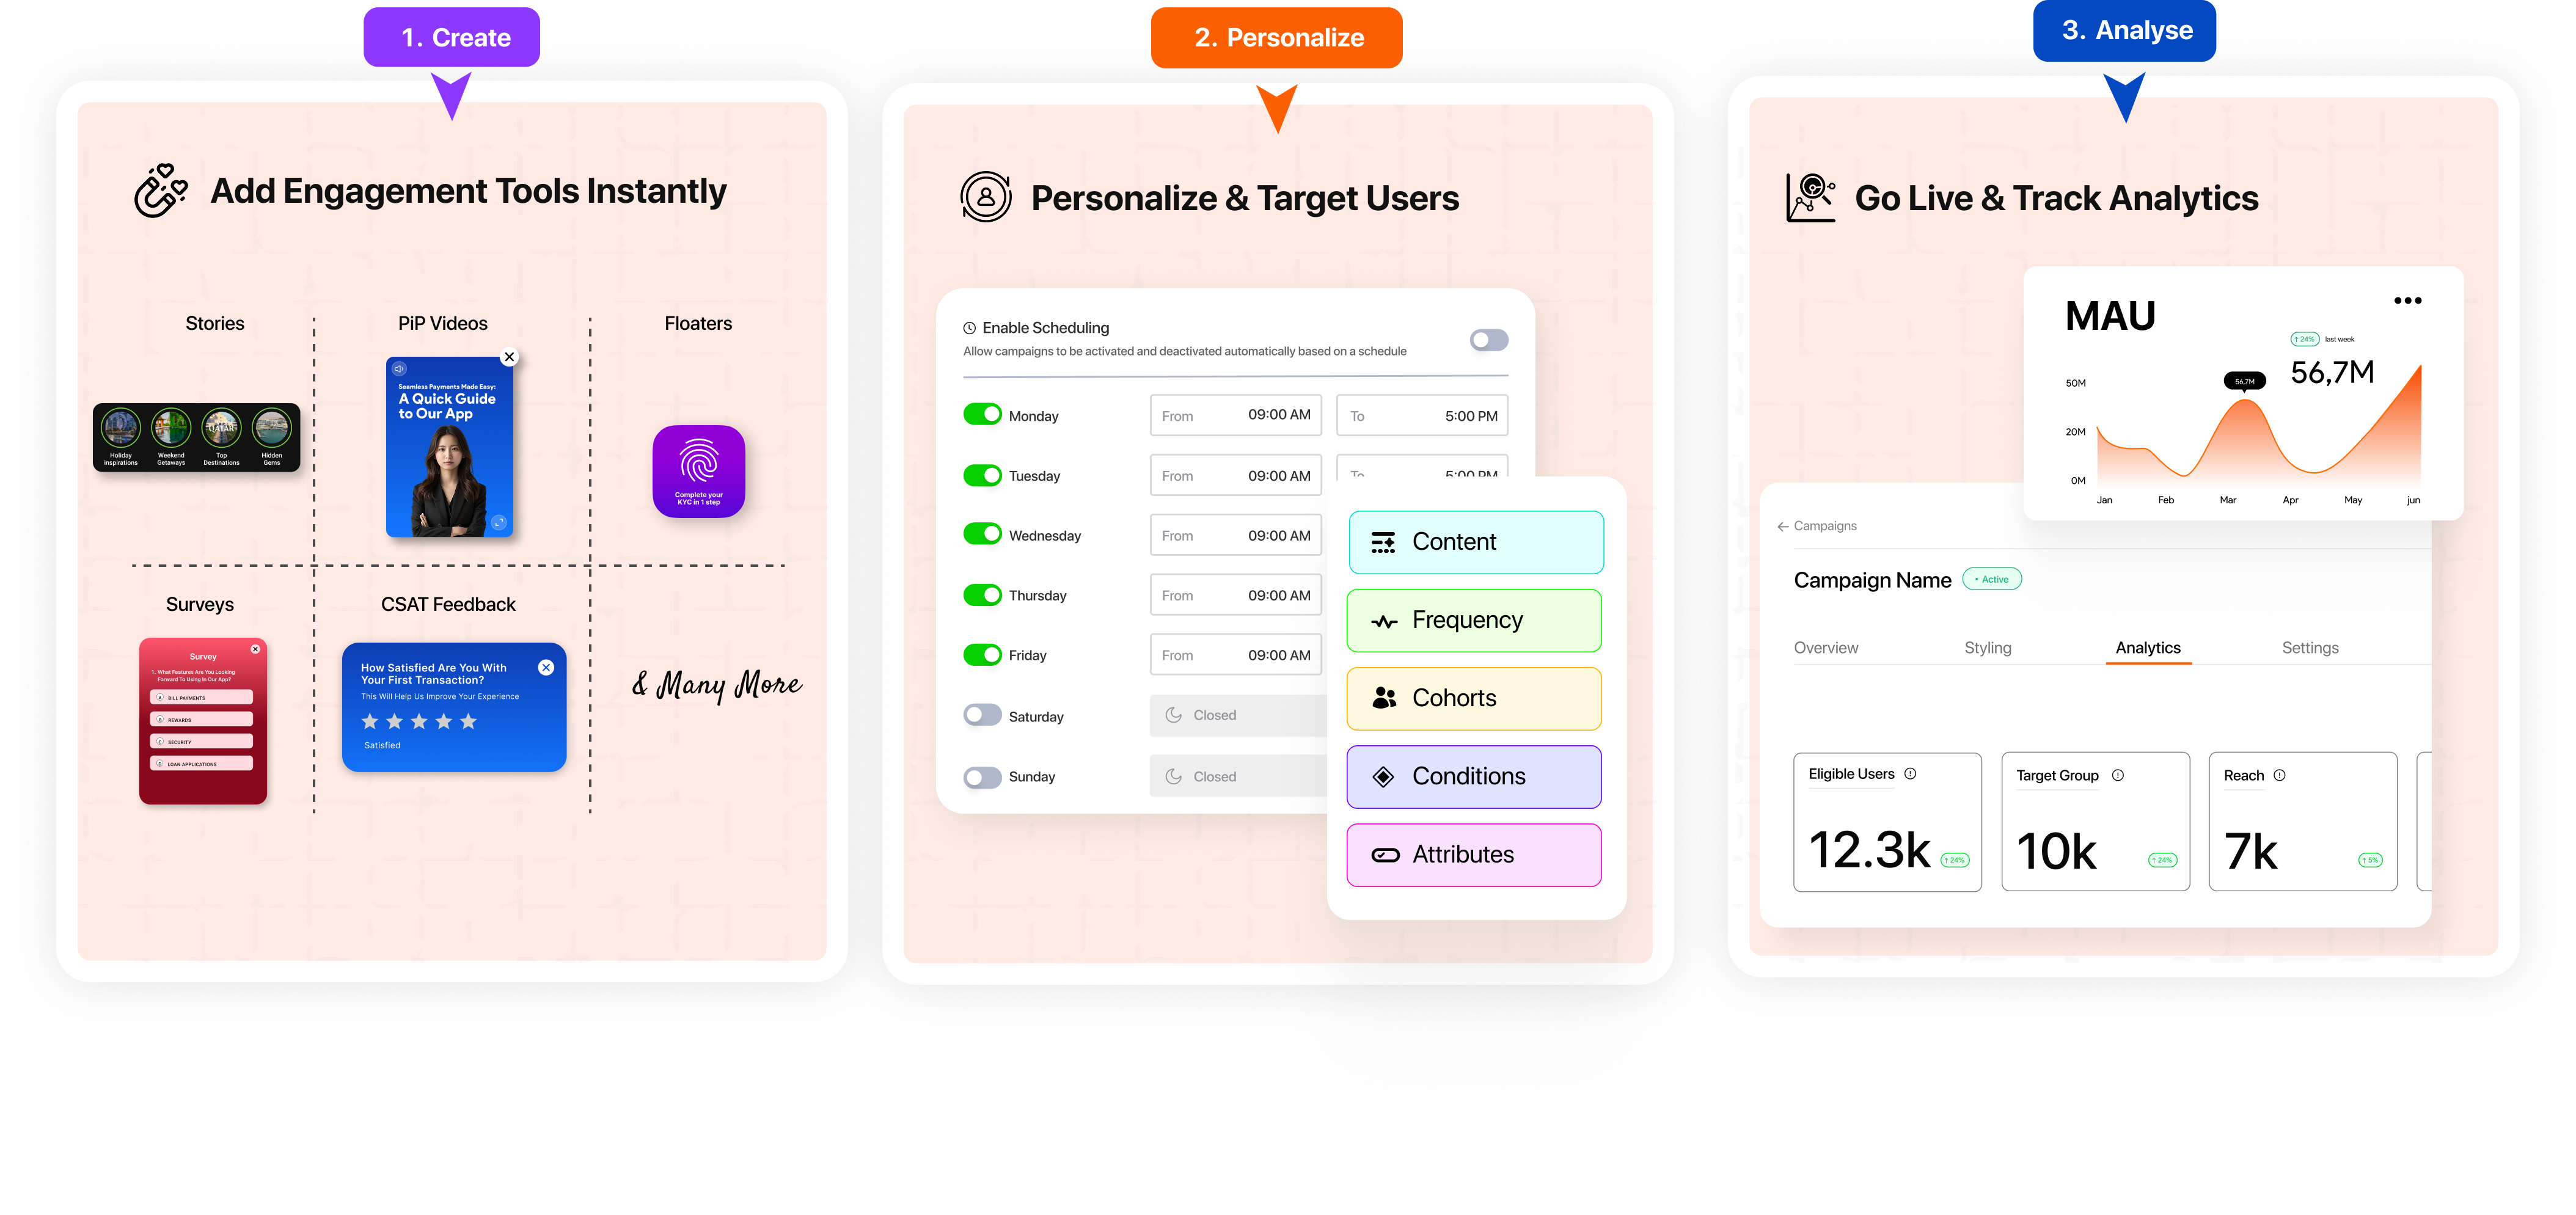 1. Create
Add Engagement Tools Instantly
Stories
PiP Videos
Floaters
Holiday
inspirations
Weekend
Getaways
QATAR
Top
Destinations
Hidden
Gems
Seamless Payments Made Easy:
A Quick Guide
to Our App
Complete your
KYC in 1 step
Surveys
CSAT Feedback
Survey
1. What Features Are You Looking
Forward To Using In Our App?
A BILL PAYMENTS
B REWARDS
C SECURITY
D LOAN APPLICATIONS
How Satisfied Are You With
Your First Transaction?
This Will Help Us Improve Your Experience
Satisfied
& Many More
2. Personalize
Personalize & Target Users
Enable Scheduling
Allow campaigns to be activated and deactivated automatically based on a schedule
Monday From 09:00 AM To 5:00 PM
Tuesday From 09:00 AM To 5:00 PM
Wednesday From 09:00 AM
Thursday From 09:00 AM
Friday From 09:00 AM
Saturday Closed
Sunday Closed
Content
Frequency
Cohorts
Conditions
Attributes
3. Analyse
Go Live & Track Analytics
MAU
↑ 24% last week
56,7M
56,7M
50M
20M
0M
Jan Feb Mar Apr May jun
← Campaigns
Campaign Name • Active
Overview Styling Analytics Settings
Eligible Users
12.3k ↑ 24%
Target Group
10k ↑ 24%
Reach
7k ↑ 5%